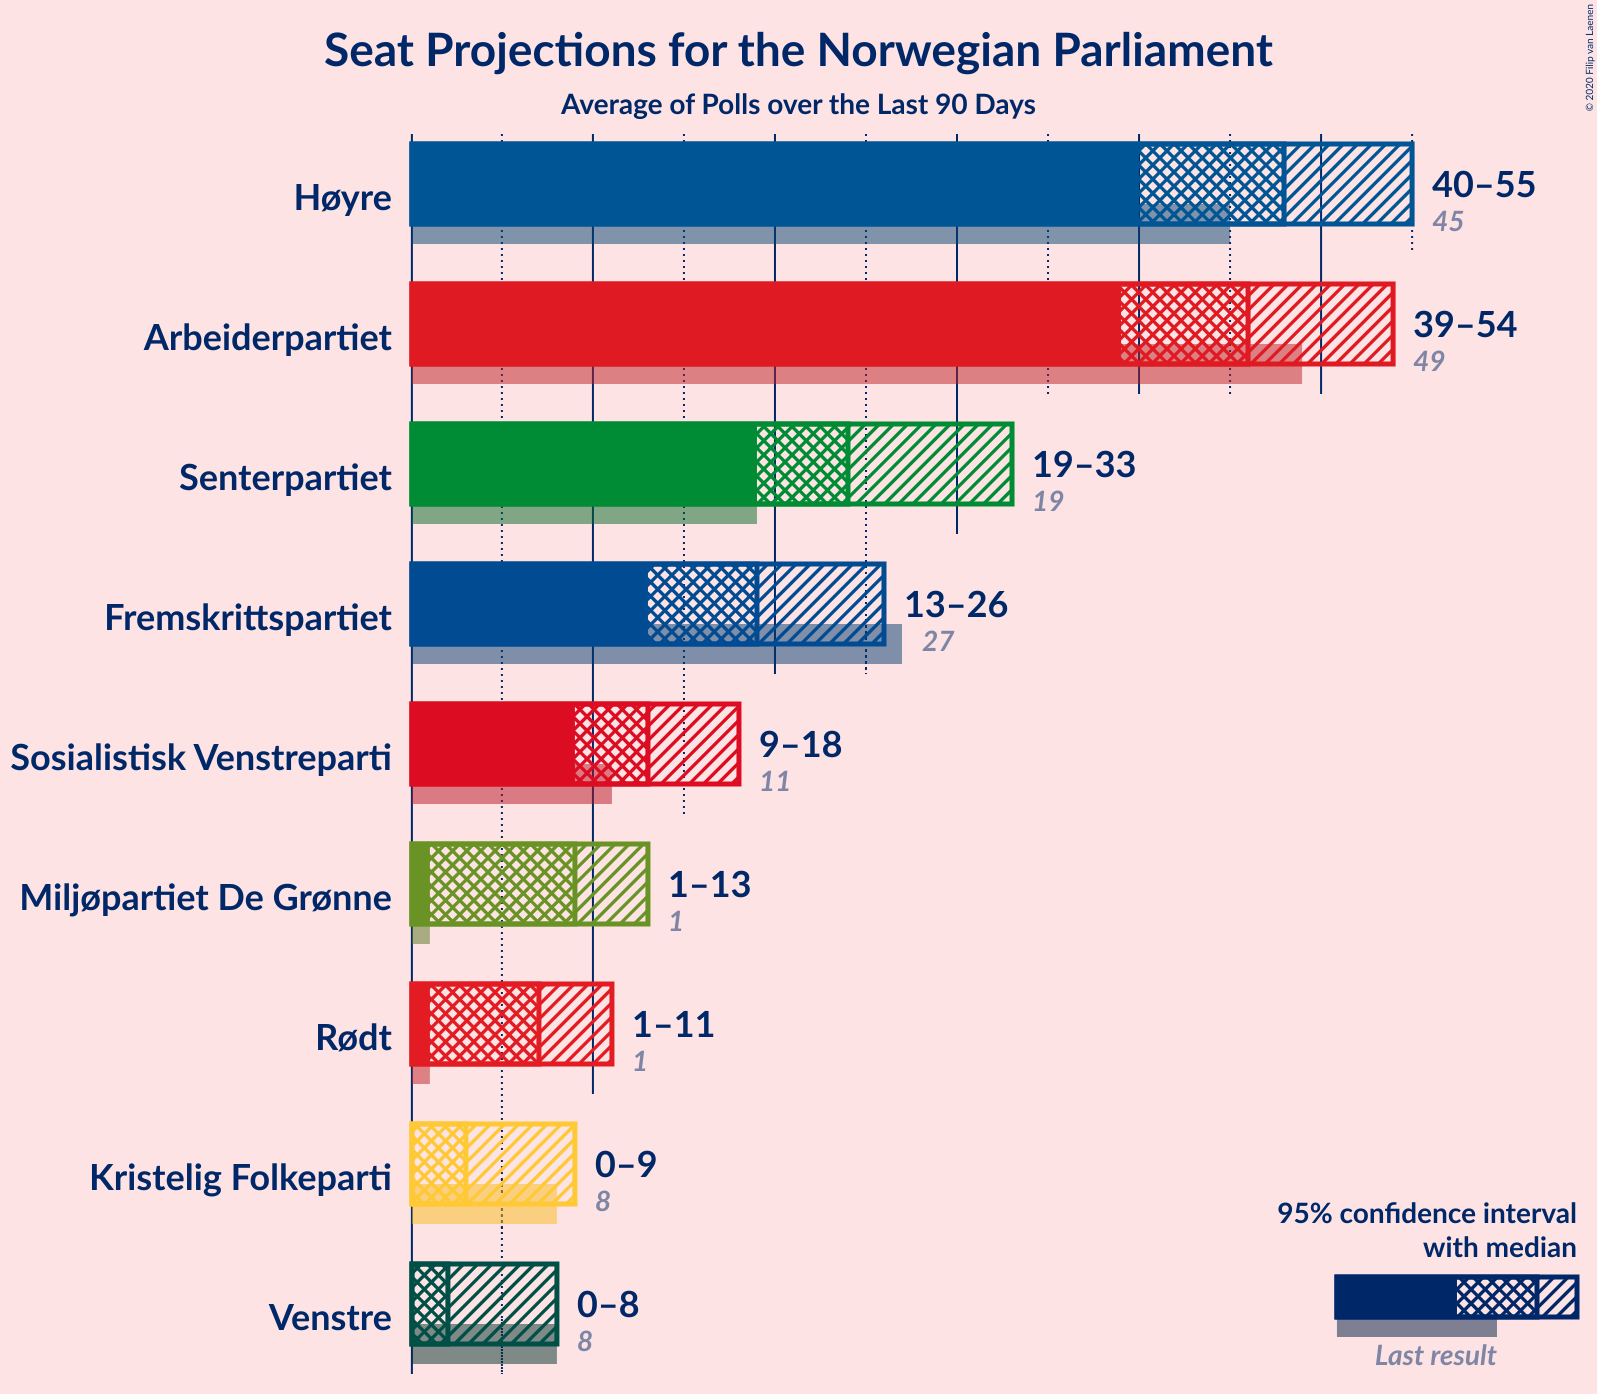 © 2020 Filip van Laenen
Seat Projections for the Norwegian Parliament
Average of Polls over the Last 90 Days
Høyre
40–55
45
Arbeiderpartiet
39–54
49
Senterpartiet
19–33
19
Fremskrittspartiet
13–26
27
Sosialistisk Venstreparti
9–18
11
Miljøpartiet De Grønne
1–13
1
Rødt
1–11
1
Kristelig Folkeparti
0–9
8
Venstre
0–8
8
95% confidence interval
with median
Last result